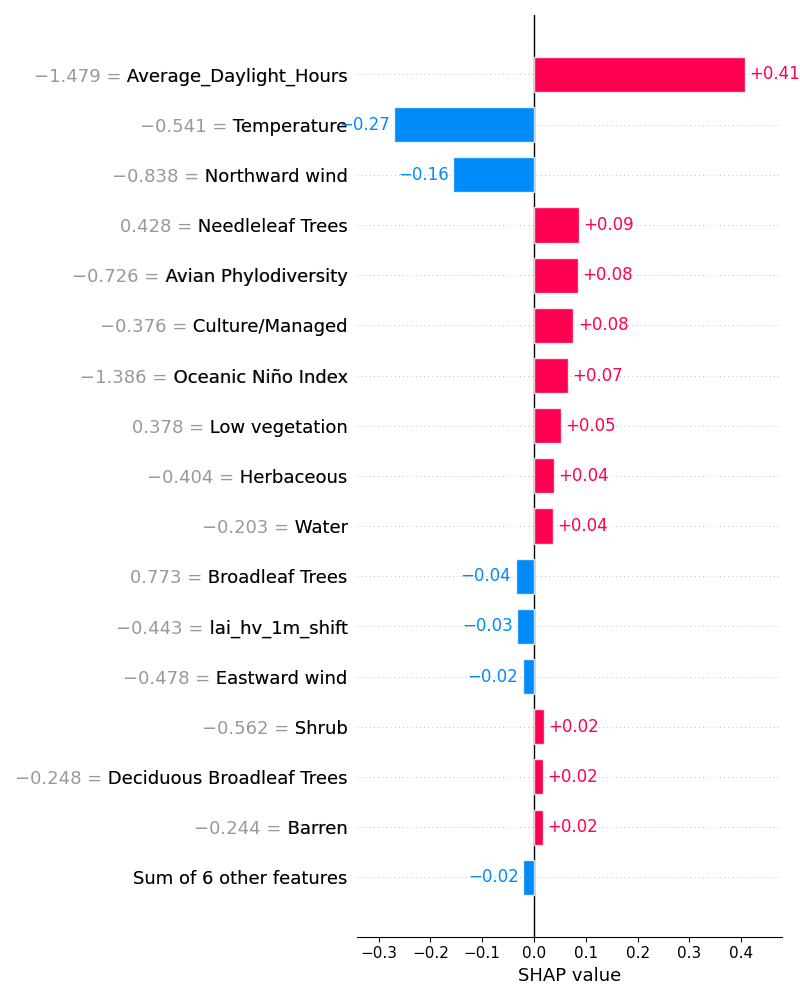 −1.479 = Average_Daylight_Hours +0.41
−0.541 = Temperature −0.27
−0.838 = Northward wind −0.16
0.428 = Needleleaf Trees +0.09
−0.726 = Avian Phylodiversity +0.08
−0.376 = Culture/Managed +0.08
−1.386 = Oceanic Niño Index +0.07
0.378 = Low vegetation +0.05
−0.404 = Herbaceous +0.04
−0.203 = Water +0.04
0.773 = Broadleaf Trees −0.04
−0.443 = lai_hv_1m_shift −0.03
−0.478 = Eastward wind −0.02
−0.562 = Shrub +0.02
−0.248 = Deciduous Broadleaf Trees +0.02
−0.244 = Barren +0.02
Sum of 6 other features −0.02
−0.3 −0.2 −0.1 0.0 0.1 0.2 0.3 0.4
SHAP value